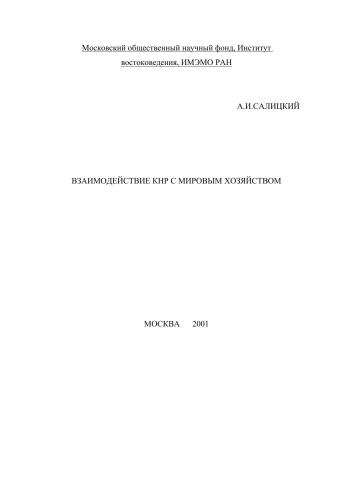 Московский общественный научный фонд, Институт
востоковедения, ИМЭМО РАН
А.И.САЛИЦКИЙ
ВЗАИМОДЕЙСТВИЕ КНР С МИРОВЫМ ХОЗЯЙСТВОМ
МОСКВА 2001